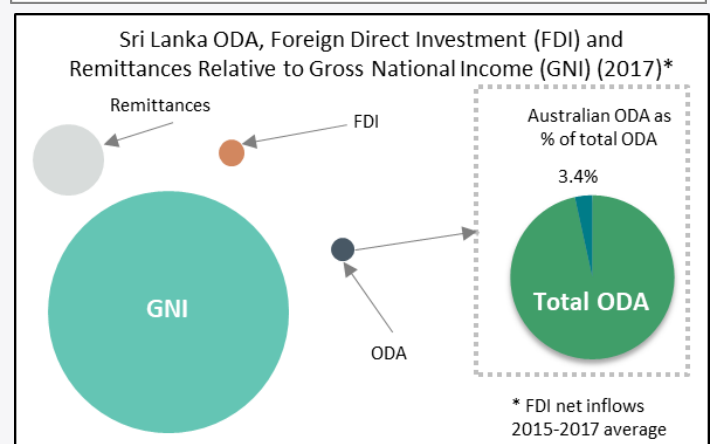 Sri Lanka ODA, Foreign Direct Investment (FDI) and
Remittances Relative to Gross National Income (GNI) (2017)*
Remittances
FDI
GNI
ODA
Australian ODA as
% of total ODA
3.4%
Total ODA
* FDI net inflows
2015-2017 average